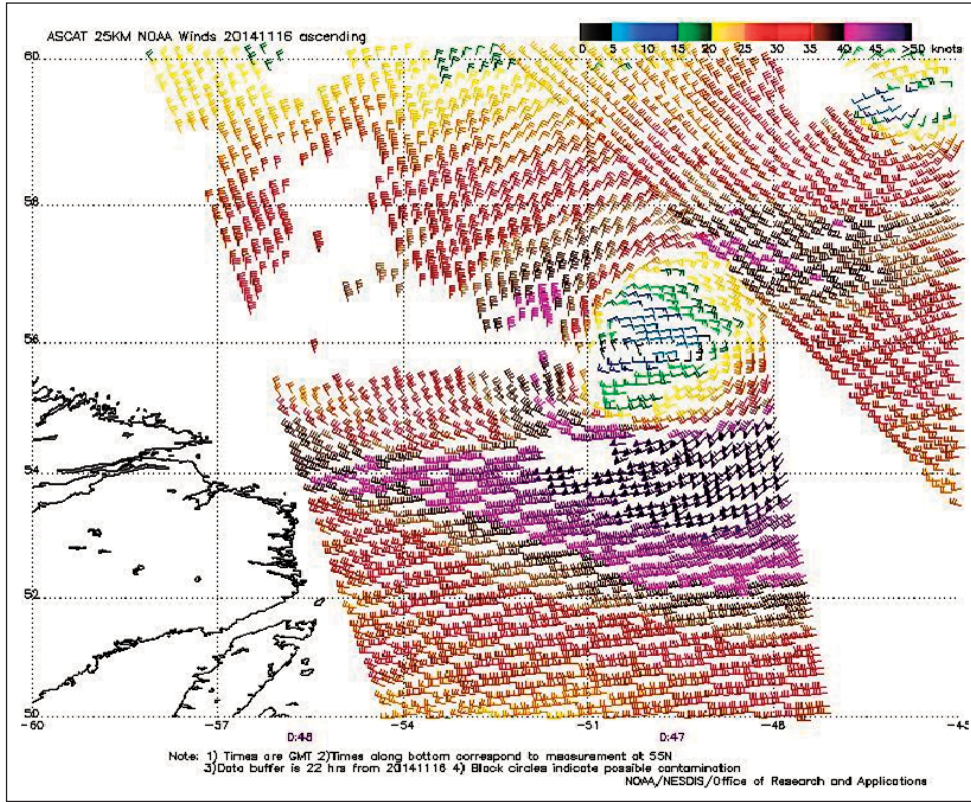 ASCAT 25KM NOAA Winds 20141116 ascending
0 5 10 15 20 25 30 35 40 45 >50 knots
60
58
56
54
52
50
-60 -57 -54 -51 -48 -45
0:48 0:47
Note: 1) Times are GMT 2)Times along bottom correspond to measurement at 55N
3)Data buffer is 22 hrs from 20141116 4) Black circles indicate possible contamination
NOAA/NESDIS/Office of Research and Applications